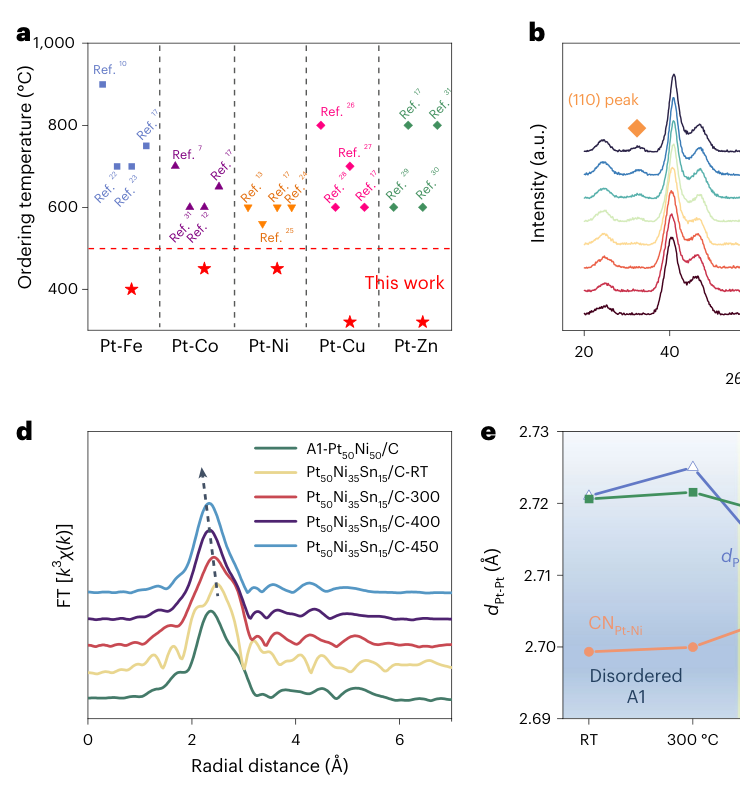 a
Ordering temperature (°C)
1,000
800
600
400
Ref. 10
Ref. 17
Ref. 22
Ref. 23
Ref. 7
Ref. 17
Ref. 31
Ref. 12
Ref. 13
Ref. 17
Ref. 24
Ref. 25
Ref. 26
Ref. 27
Ref. 28
Ref. 17
Ref. 17
Ref. 31
Ref. 29
Ref. 30
This work
Pt-Fe
Pt-Co
Pt-Ni
Pt-Cu
Pt-Zn
b
Intensity (a.u.)
(110) peak
20
40
d
FT [k³χ(k)]
A1-Pt₅₀Ni₅₀/C
Pt₅₀Ni₃₅Sn₁₅/C-RT
Pt₅₀Ni₃₅Sn₁₅/C-300
Pt₅₀Ni₃₅Sn₁₅/C-400
Pt₅₀Ni₃₅Sn₁₅/C-450
0
2
4
6
Radial distance (Å)
e
d Pt-Pt (Å)
2.73
2.72
2.71
2.70
2.69
CN Pt-Ni
Disordered
A1
RT
300 °C